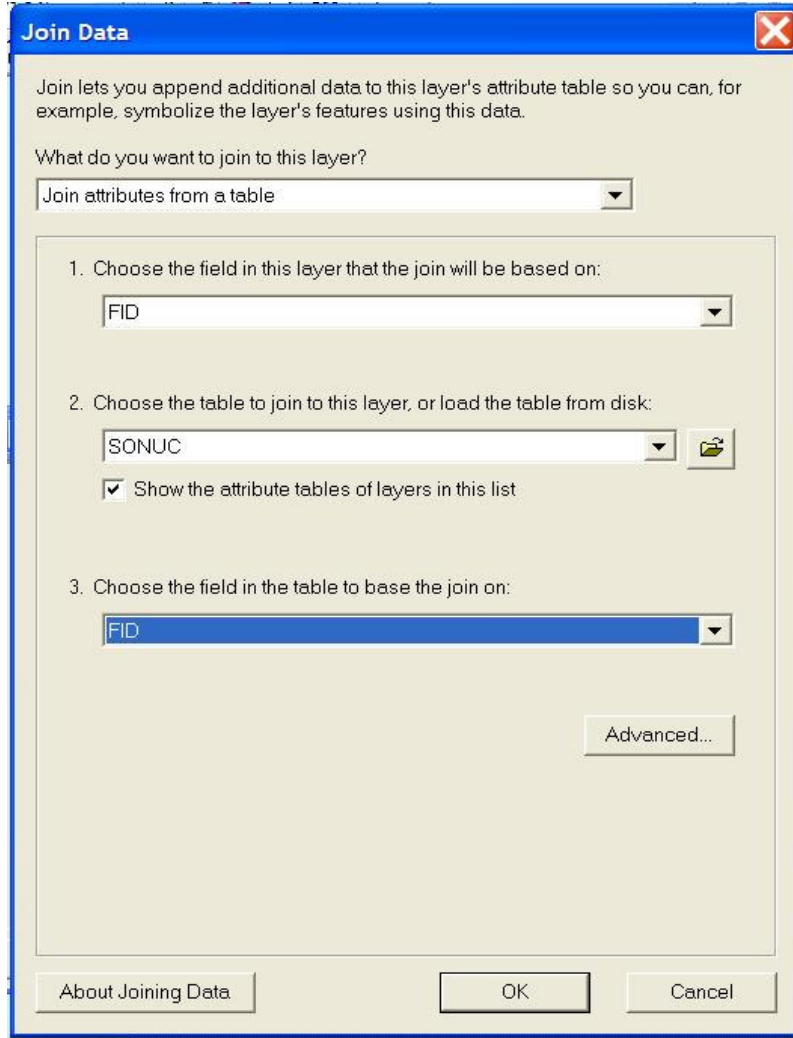 Join Data
Join lets you append additional data to this layer's attribute table so you can, for
example, symbolize the layer's features using this data.
What do you want to join to this layer?
Join attributes from a table
1. Choose the field in this layer that the join will be based on:
FID
2. Choose the table to join to this layer, or load the table from disk:
SONUC
Show the attribute tables of layers in this list
3. Choose the field in the table to base the join on:
FID
Advanced...
About Joining Data
OK
Cancel